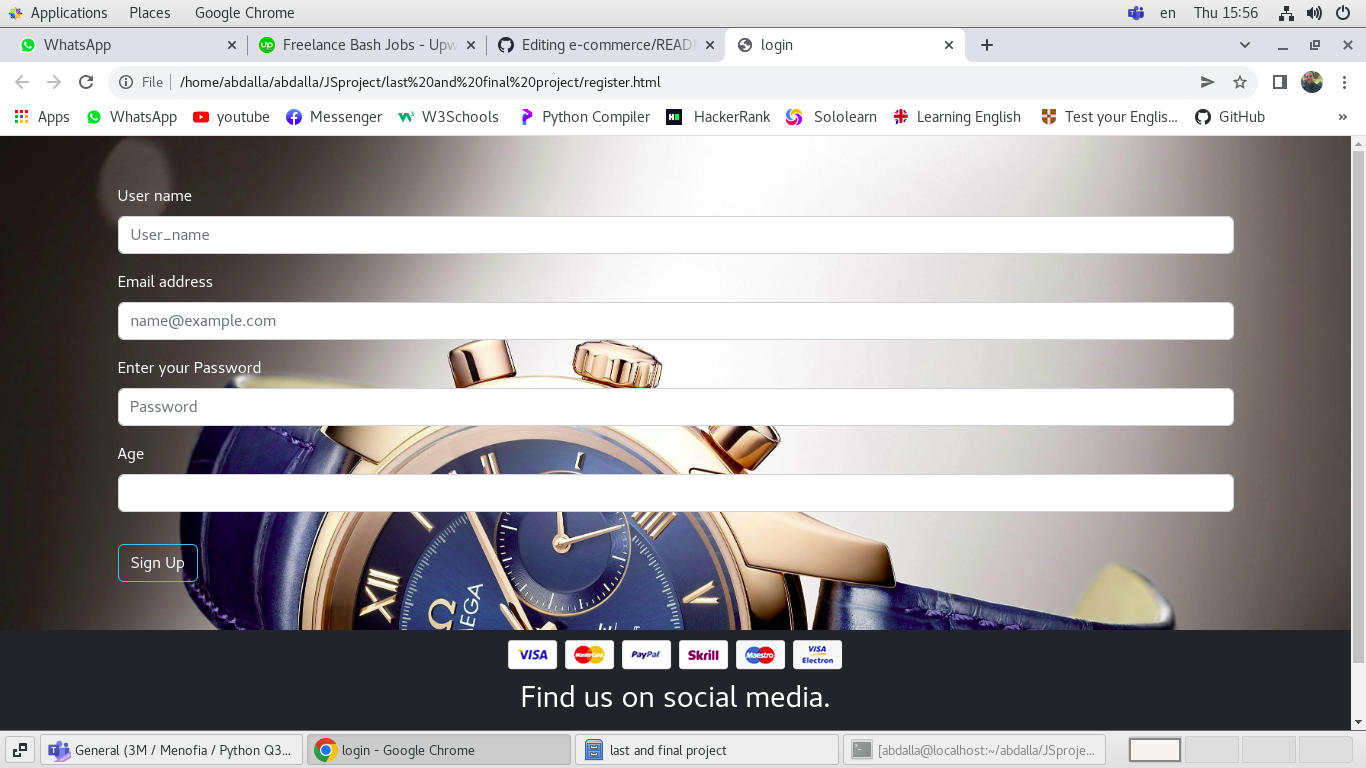 Applications Places Google Chrome en Thu 15:56
WhatsApp Freelance Bash Jobs - Upw Editing e-commerce/READ login
File /home/abdalla/abdalla/JSproject/last%20and%20final%20project/register.html
Apps WhatsApp youtube Messenger W3Schools Python Compiler HackerRank Sololearn Learning English Test your Englis... GitHub »
User name
User_name
Email address
name@example.com
Enter your Password
Password
Age
Sign Up
XII
V
Ω
MEGA
VISA MasterCard PayPal Skrill Maestro VISA Electron
Find us on social media.
General (3M / Menofia / Python Q3... login - Google Chrome last and final project [abdalla@localhost:~/abdalla/JSproje...